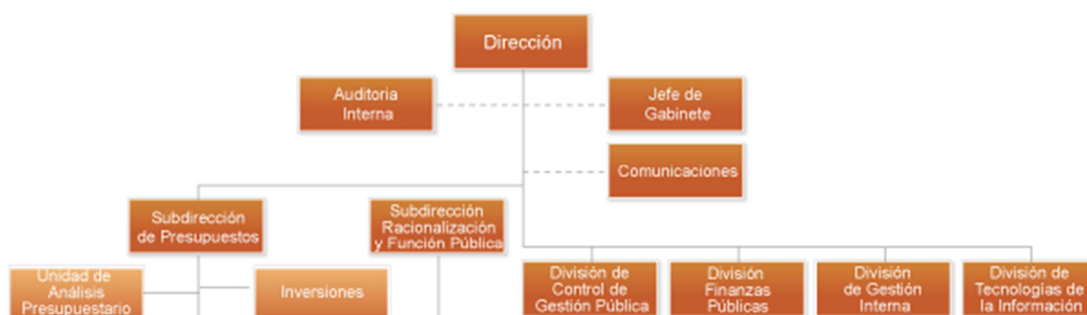 Dirección
Auditoria
Interna
Jefe de
Gabinete
Comunicaciones
Subdirección
de Presupuestos
Subdirección
Racionalización
y Función Pública
Unidad de
Análisis
Presupuestario
Inversiones
División de
Control de
Gestión Pública
División
Finanzas
Públicas
División
de Gestión
Interna
División de
Tecnologías de
la Información